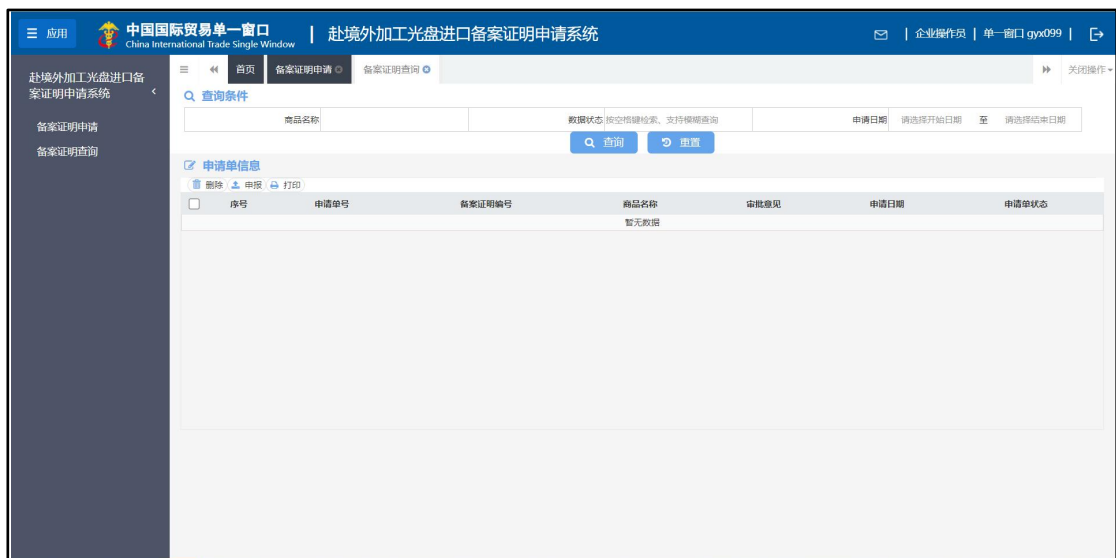 应用
中国国际贸易单一窗口
China International Trade Single Window
赴境外加工光盘进口备案证明申请系统
企业操作员
单一窗口 gyx099
赴境外加工光盘进口备
案证明申请系统
备案证明申请
备案证明查询
首页
备案证明申请
备案证明查询
关闭操作
查询条件
商品名称
数据状态 按空格键检索、支持模糊查询
申请日期 请选择开始日期 至 请选择结束日期
查询 重置
申请单信息
删除 申报 打印
序号 申请单号 备案证明编号 商品名称 审批意见 申请日期 申请单状态
暂无数据